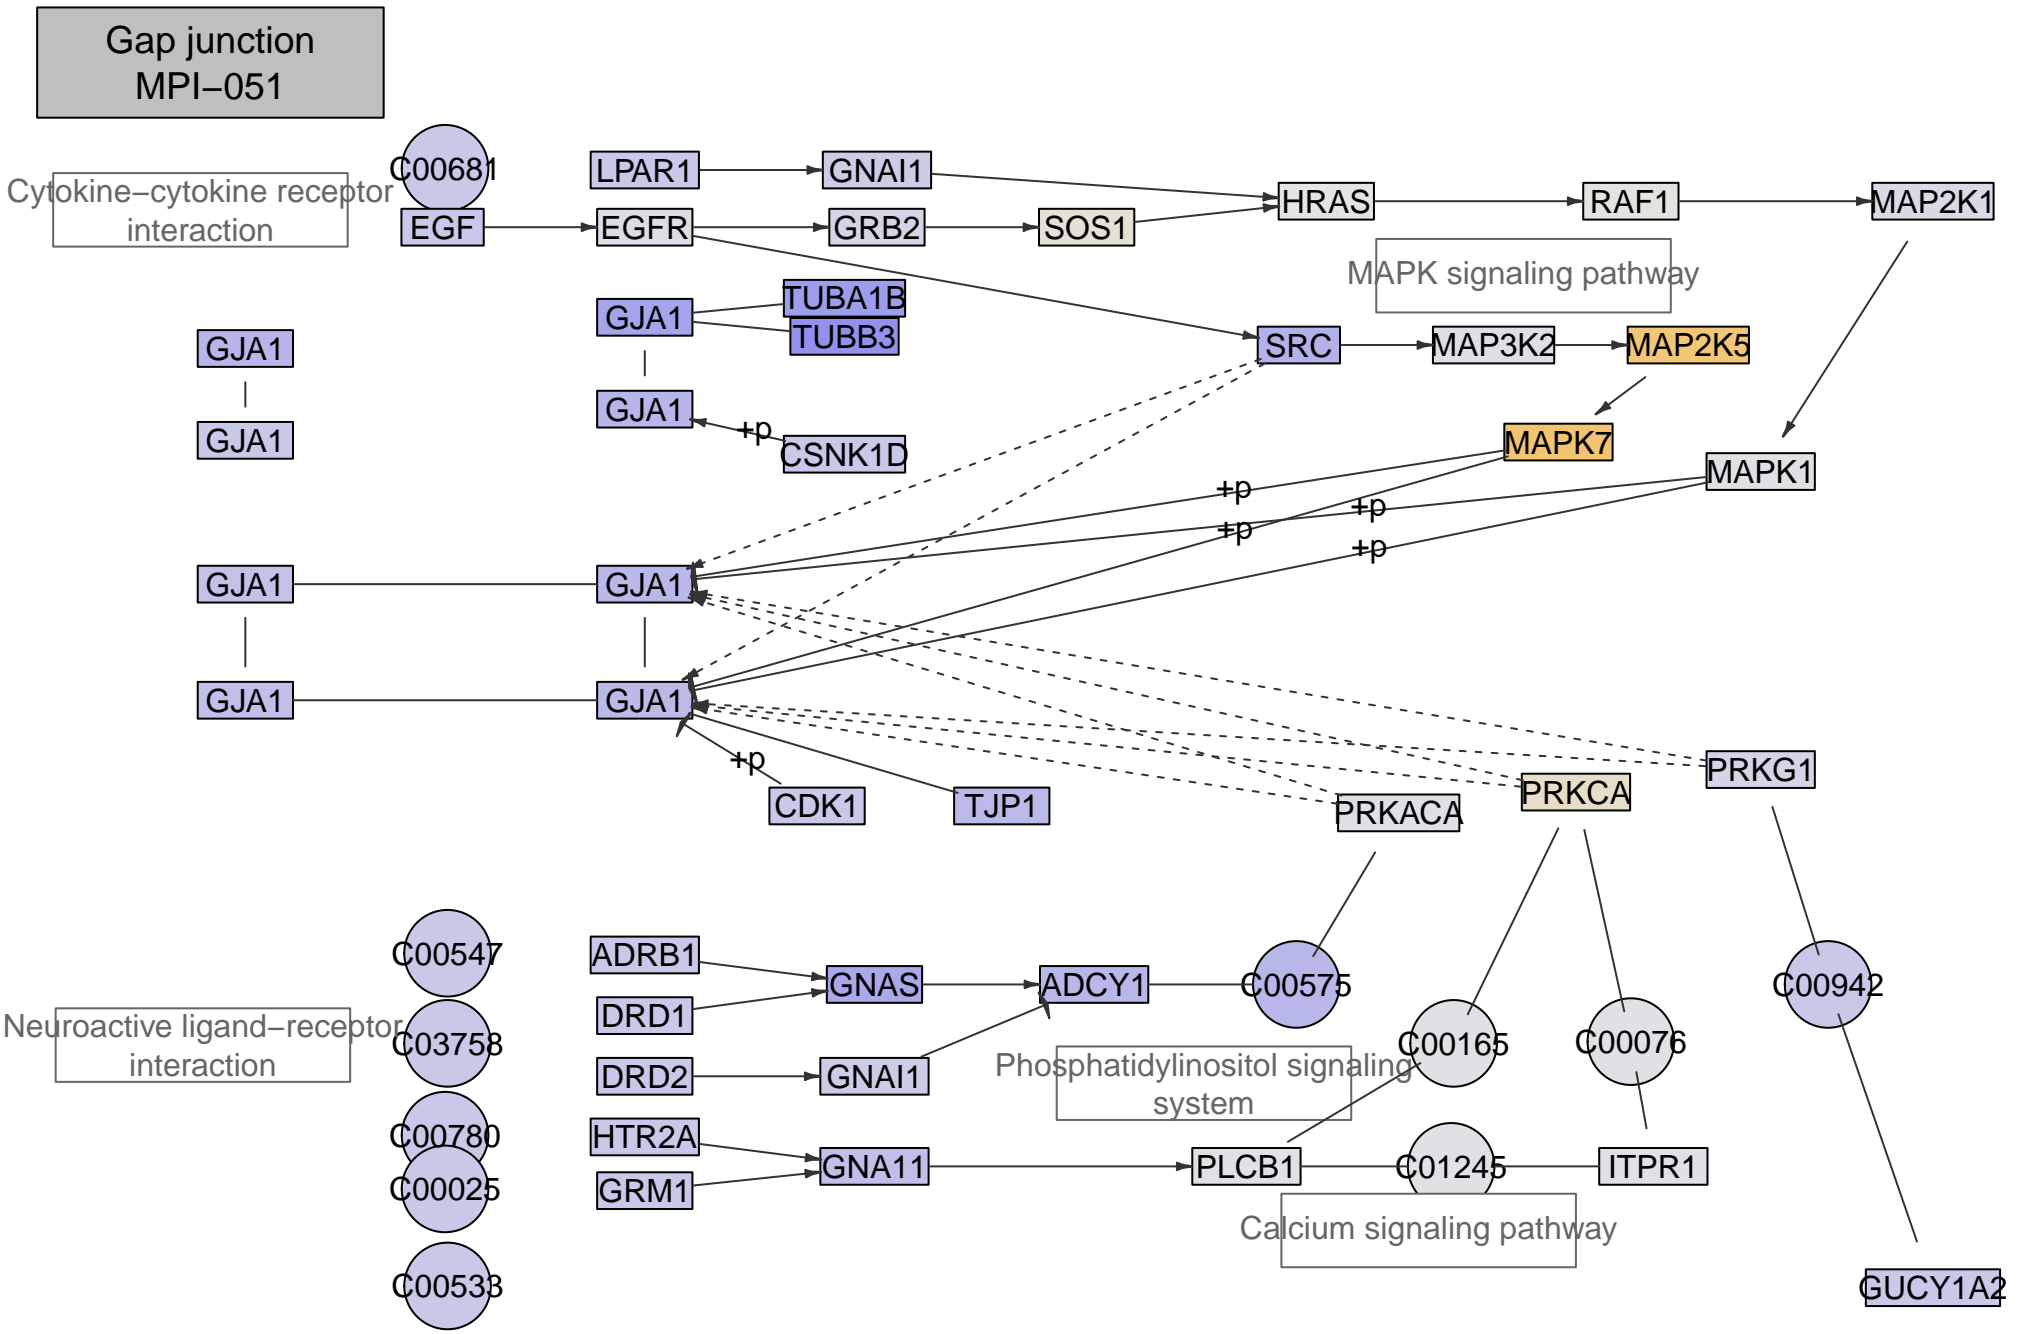 Gap junction
MPI−051
C00681
LPAR1
GNAI1
Cytokine−cytokine receptor
interaction
HRAS
RAF1
MAP2K1
EGF
EGFR
GRB2
SOS1
MAPK signaling pathway
TUBA1B
GJA1
TUBB3
GJA1
SRC
MAP3K2
MAP2K5
GJA1
+p
GJA1
CSNK1D
MAPK7
MAPK1
+p
+p
+p
+p
GJA1
GJA1
GJA1
GJA1
+p
CDK1
TJP1
PRKACA
PRKCA
PRKG1
C00547
ADRB1
GNAS
ADCY1
C00575
C00942
DRD1
Neuroactive ligand−receptor
interaction
C03758
C00165
C00076
DRD2
GNAI1
Phosphatidylinositol signaling
system
C00780
HTR2A
GNA11
PLCB1
C01245
ITPR1
C00025
GRM1
Calcium signaling pathway
C00533
GUCY1A2